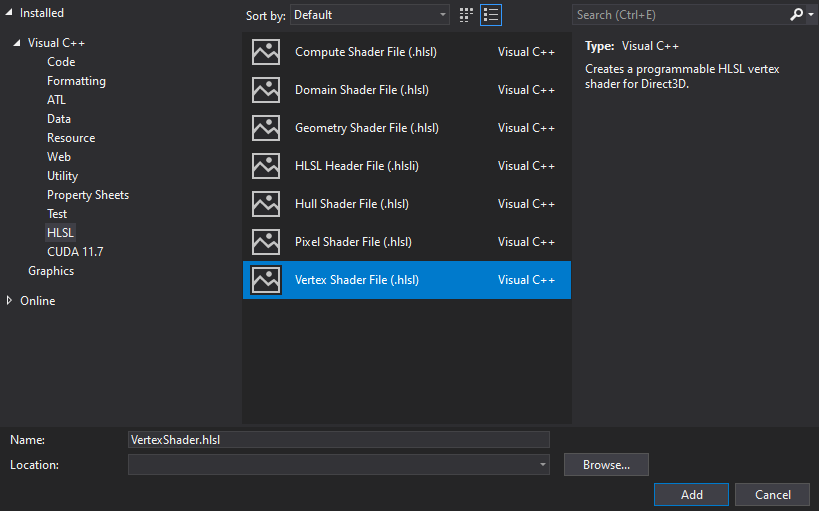 Installed
Sort by: Default
Search (Ctrl+E)
Visual C++
Code
Formatting
ATL
Data
Resource
Web
Utility
Property Sheets
Test
HLSL
CUDA 11.7
Graphics
Online
Compute Shader File (.hlsl) Visual C++
Domain Shader File (.hlsl) Visual C++
Geometry Shader File (.hlsl) Visual C++
HLSL Header File (.hlsli) Visual C++
Hull Shader File (.hlsl) Visual C++
Pixel Shader File (.hlsl) Visual C++
Vertex Shader File (.hlsl) Visual C++
Type: Visual C++
Creates a programmable HLSL vertex
shader for Direct3D.
Name: VertexShader.hlsl
Location:
Browse...
Add Cancel